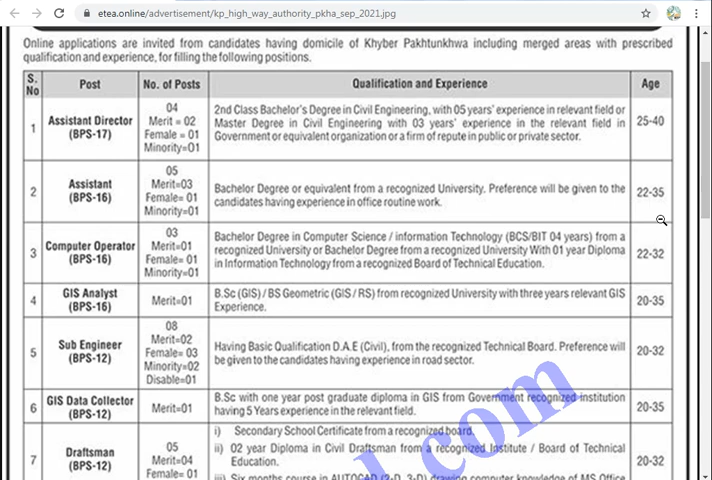 etea.online/advertisement/kp_high_way_authority_pkha_sep_2021.jpg
Online applications are invited from candidates having domicile of Khyber Pakhtunkhwa including merged areas with prescribed
qualification and experience, for filling the following positions.
S. No Post No. of Posts Qualification and Experience Age
1
Assistant Director
(BPS-17)
04
Merit = 02
Female = 01
Minority=01
2nd Class Bachelor's Degree in Civil Engineering, with 05 years' experience in relevant field or
Master Degree in Civil Engineering with 03 years' experience in the relevant field in
Government or equivalent organization or a firm of repute in public or private sector.
25-40
2
Assistant
(BPS-16)
05
Merit=03
Female= 01
Minority=01
Bachelor Degree or equivalent from a recognized University. Preference will be given to the
candidates having experience in office routine work.
22-35
3
Computer Operator
(BPS-16)
03
Merit=01
Female= 01
Minority=01
Bachelor Degree in Computer Science / information Technology (BCS/BIT 04 years) from a
recognized University or Bachelor Degree from a recognized University With 01 year Diploma
in Information Technology from a recognized Board of Technical Education.
22-32
4
GIS Analyst
(BPS-16)
Merit=01
B.Sc (GIS) / BS Geometric (GIS / RS) from recognized University with three years relevant GIS
Experience.
20-35
5
Sub Engineer
(BPS-12)
08
Merit=02
Female= 03
Minority=02
Disable=01
Having Basic Qualification D.A.E (Civil), from the recognized Technical Board. Preference will
be given to the candidates having experience in road sector.
20-32
6
GIS Data Collector
(BPS-12)
Merit=01
B.Sc with one year post graduate diploma in GIS from Government recognized institution
having 5 Years experience in the relevant field.
20-35
7
Draftsman
(BPS-12)
05
Merit=04
Female= 01
i) Secondary School Certificate from a recognized board.
ii) 02 year Diploma in Civil Draftsman from a recognized Institute / Board of Technical
Education.
iii) Six months course in AUTOCAD (2-D, 3-D) drawing computer knowledge of MS Office
20-32
l.com